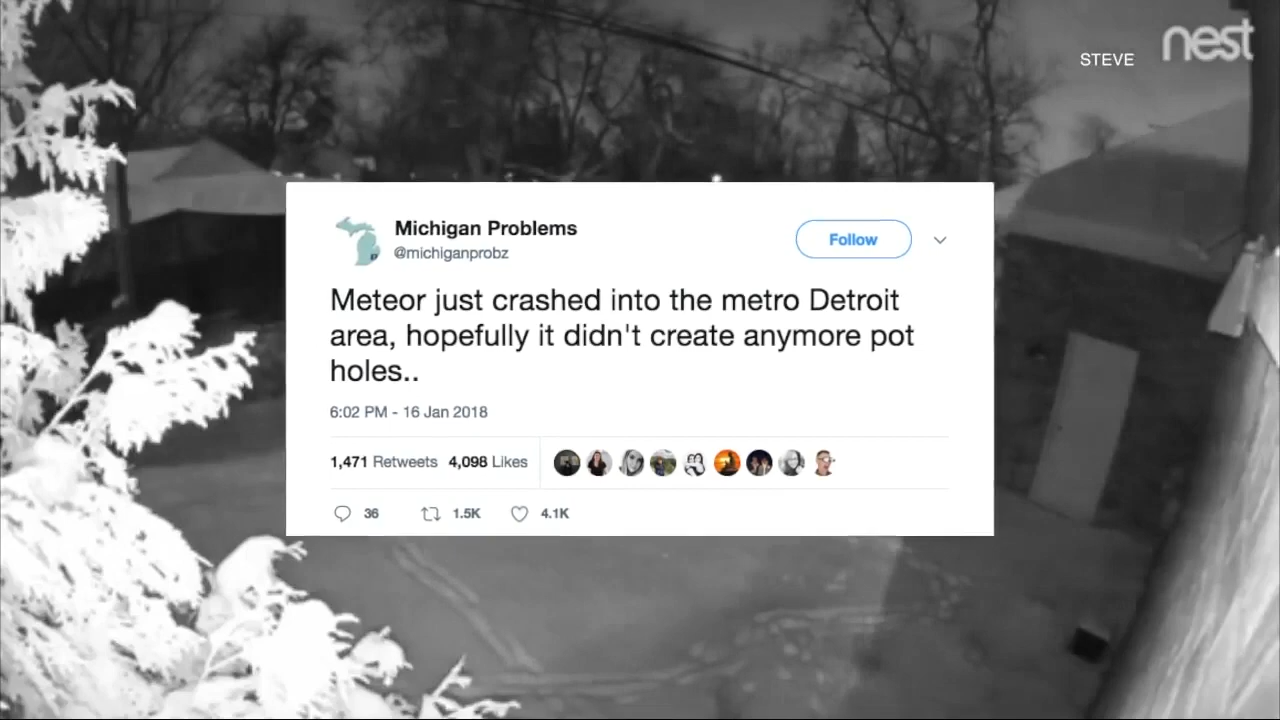 STEVE
nest
Michigan Problems
@michiganprobz
Follow
Meteor just crashed into the metro Detroit
area, hopefully it didn't create anymore pot
holes..
6:02 PM - 16 Jan 2018
1,471 Retweets 4,098 Likes
36 1.5K 4.1K